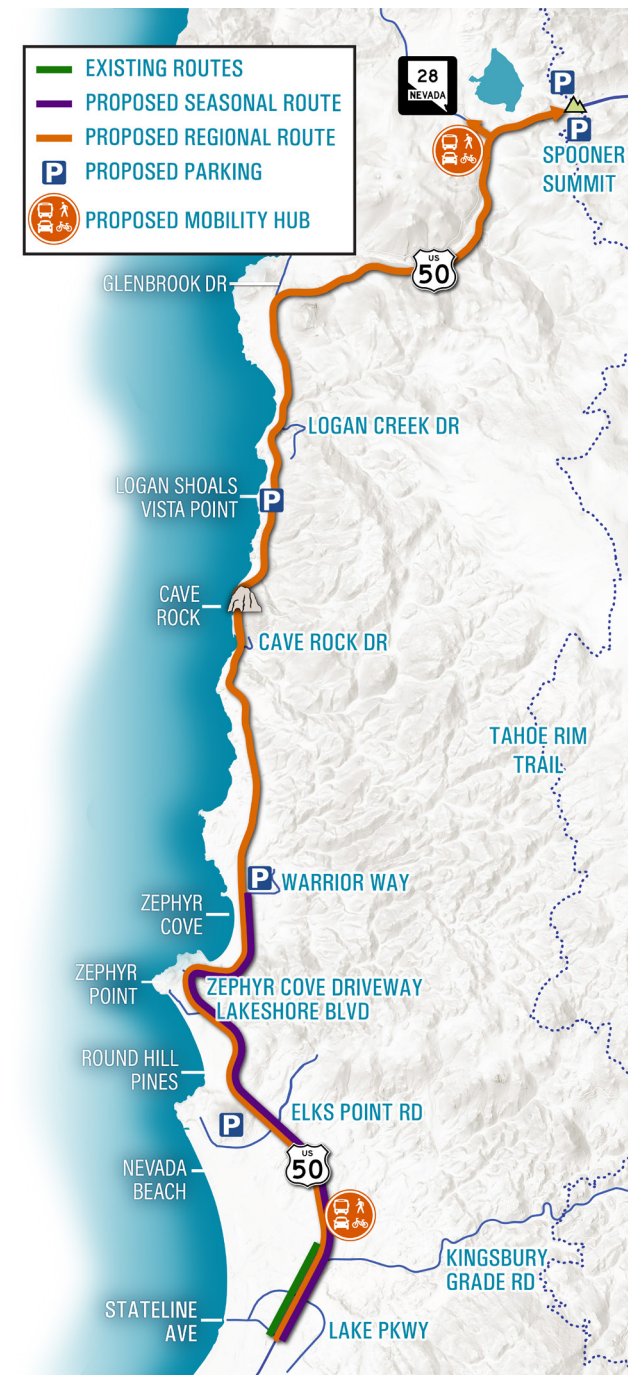 EXISTING ROUTES
PROPOSED SEASONAL ROUTE
PROPOSED REGIONAL ROUTE
P
PROPOSED PARKING
PROPOSED MOBILITY HUB
28
NEVADA
P
P
SPOONER
SUMMIT
US
50
GLENBROOK DR
LOGAN CREEK DR
LOGAN SHOALS
VISTA POINT
P
CAVE
ROCK
CAVE ROCK DR
TAHOE RIM
TRAIL
P
WARRIOR WAY
ZEPHYR
COVE
ZEPHYR
POINT
ZEPHYR COVE DRIVEWAY
LAKESHORE BLVD
ROUND HILL
PINES
ELKS POINT RD
P
US
50
NEVADA
BEACH
KINGSBURY
GRADE RD
STATELINE
AVE
LAKE PKWY